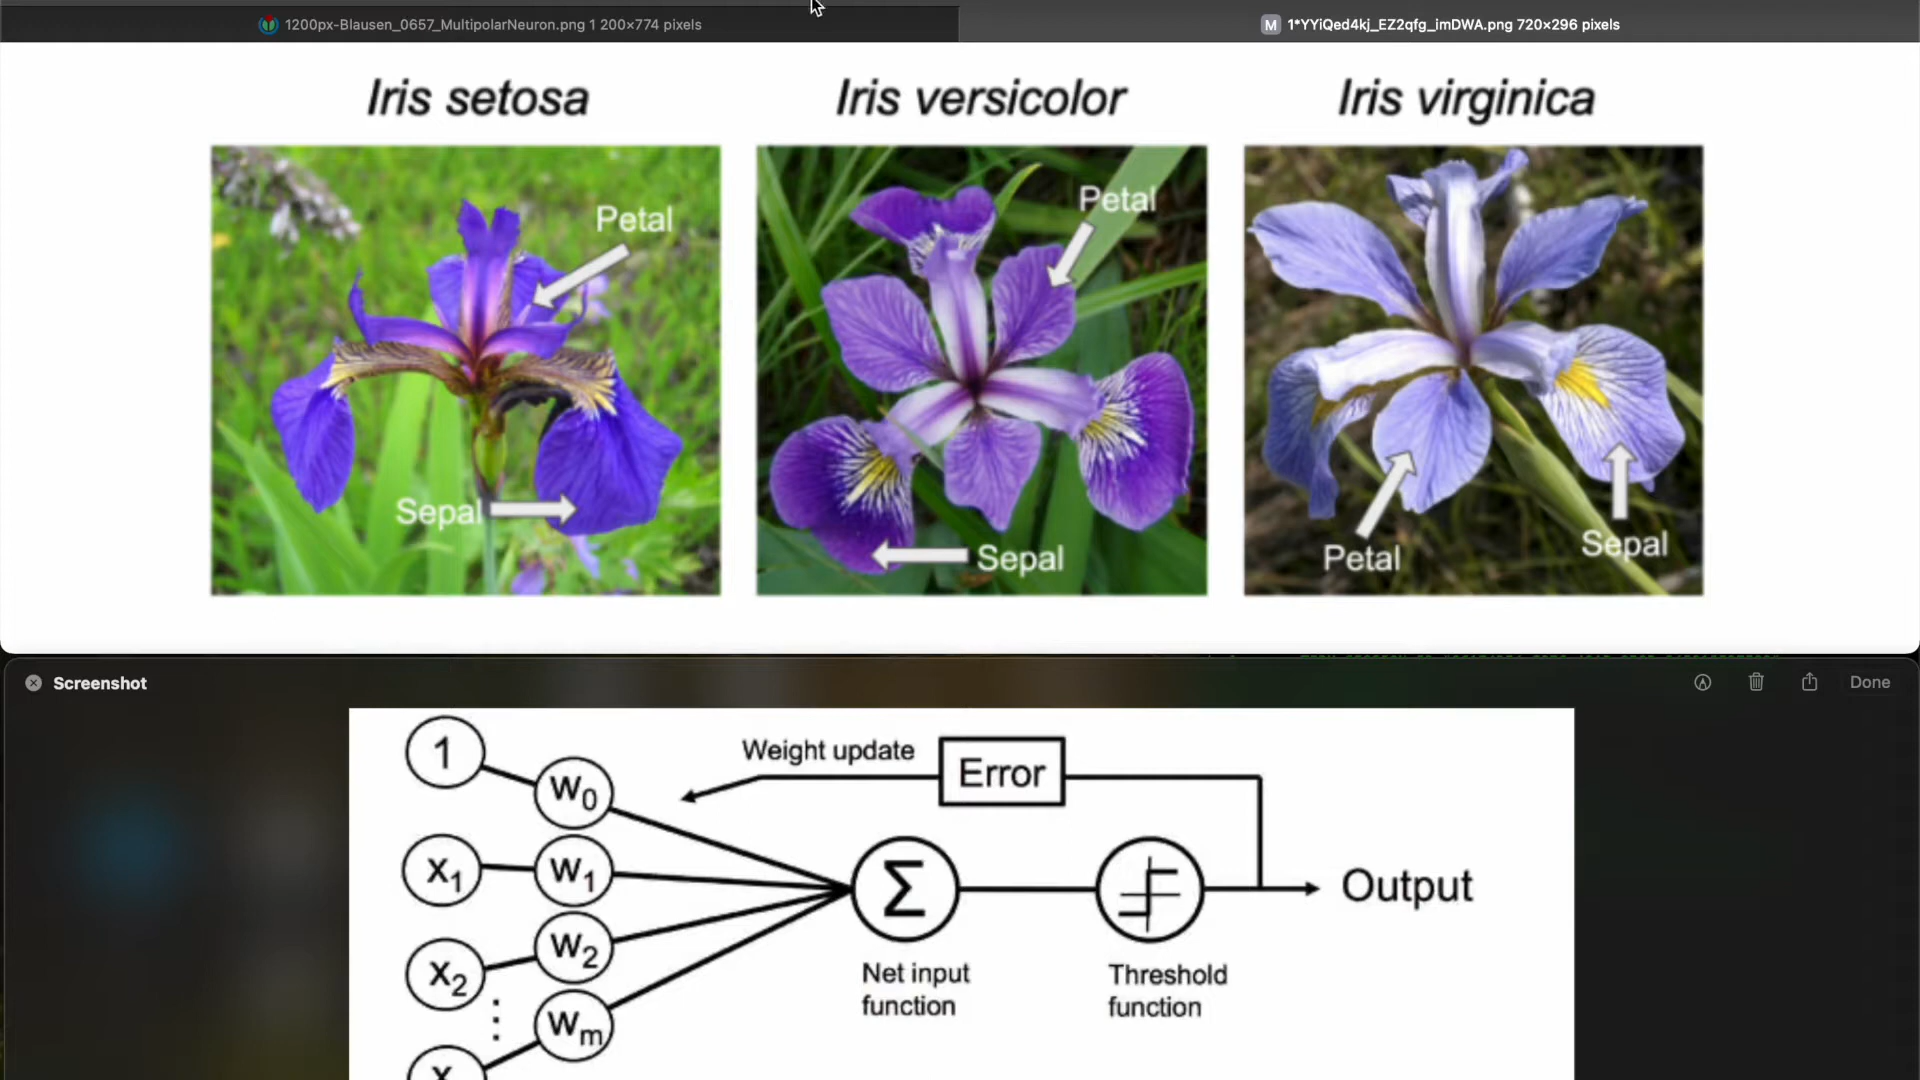 1200px-Blausen_0657_MultipolarNeuron.png 1 200×774 pixels
M 1*YYiQed4kj_EZ2qfg_imDWA.png 720×296 pixels
Iris setosa
Iris versicolor
Iris virginica
Petal
Sepal
Petal
Sepal
Petal
Sepal
Screenshot
Done
1
w0
x1
w1
x2
w2
⋮
wm
x
Weight update
Error
Σ
Net input
function
Threshold
function
Output